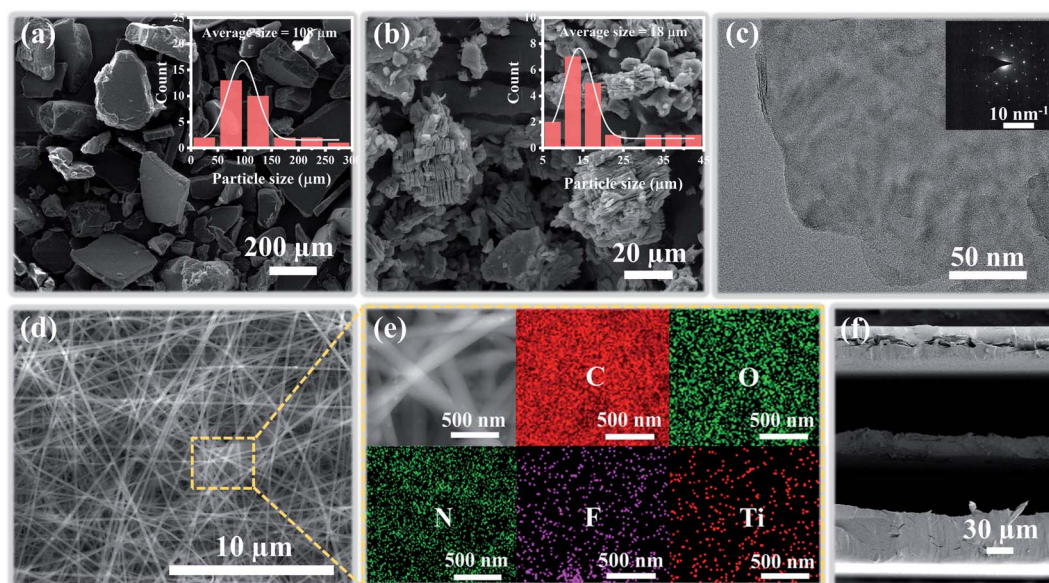 (a)
Average size = 108 µm
Count
25
20
15
10
5
0
0 50 100 150 200 250 300
Particle size (µm)
200 µm
(b)
Average size = 18 µm
Count
10
8
6
4
2
0
5 15 25 35 45
Particle size (µm)
20 µm
(c)
10 nm-1
50 nm
(d)
10 µm
(e)
500 nm
C
500 nm
O
500 nm
N
500 nm
F
500 nm
Ti
500 nm
(f)
30 µm